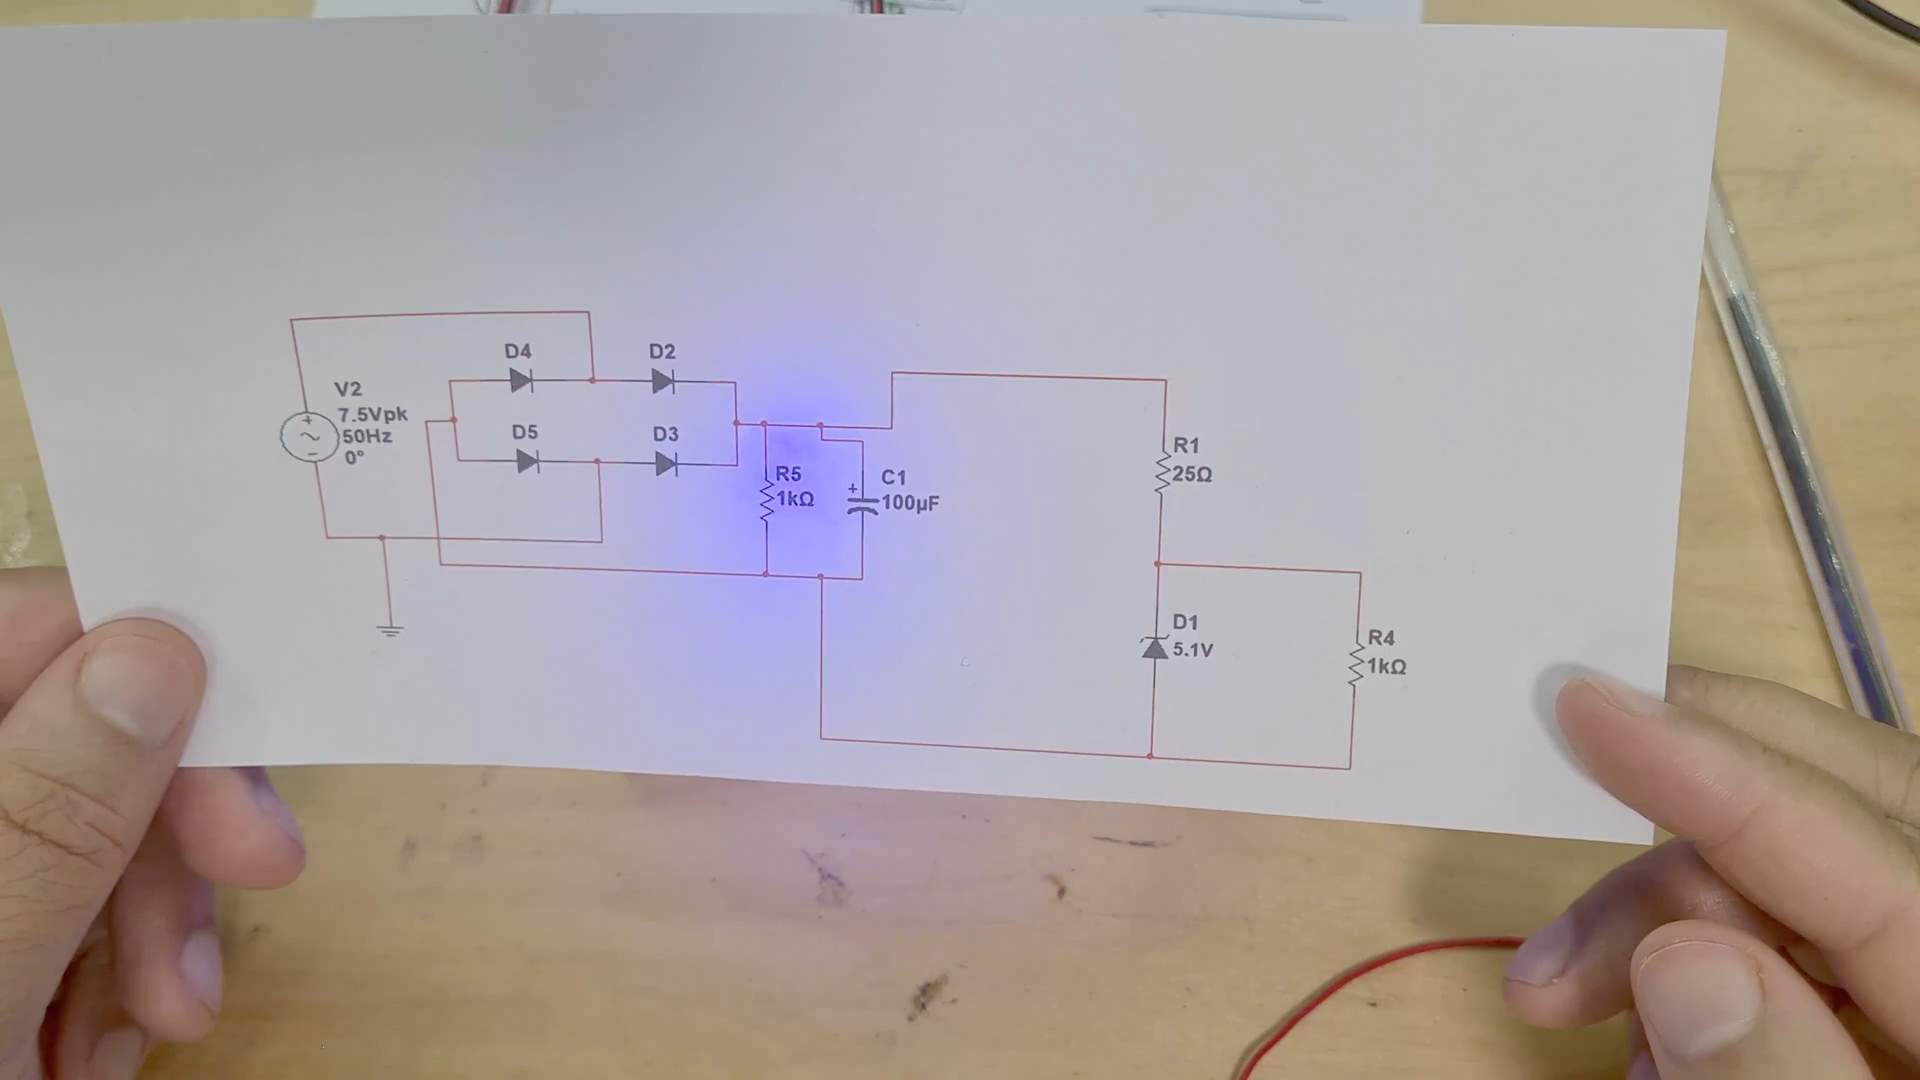 D4
D2
V2
7.5Vpk
50Hz
0°
D5
D3
R5
1kΩ
+
C1
100µF
R1
25Ω
D1
5.1V
R4
1kΩ